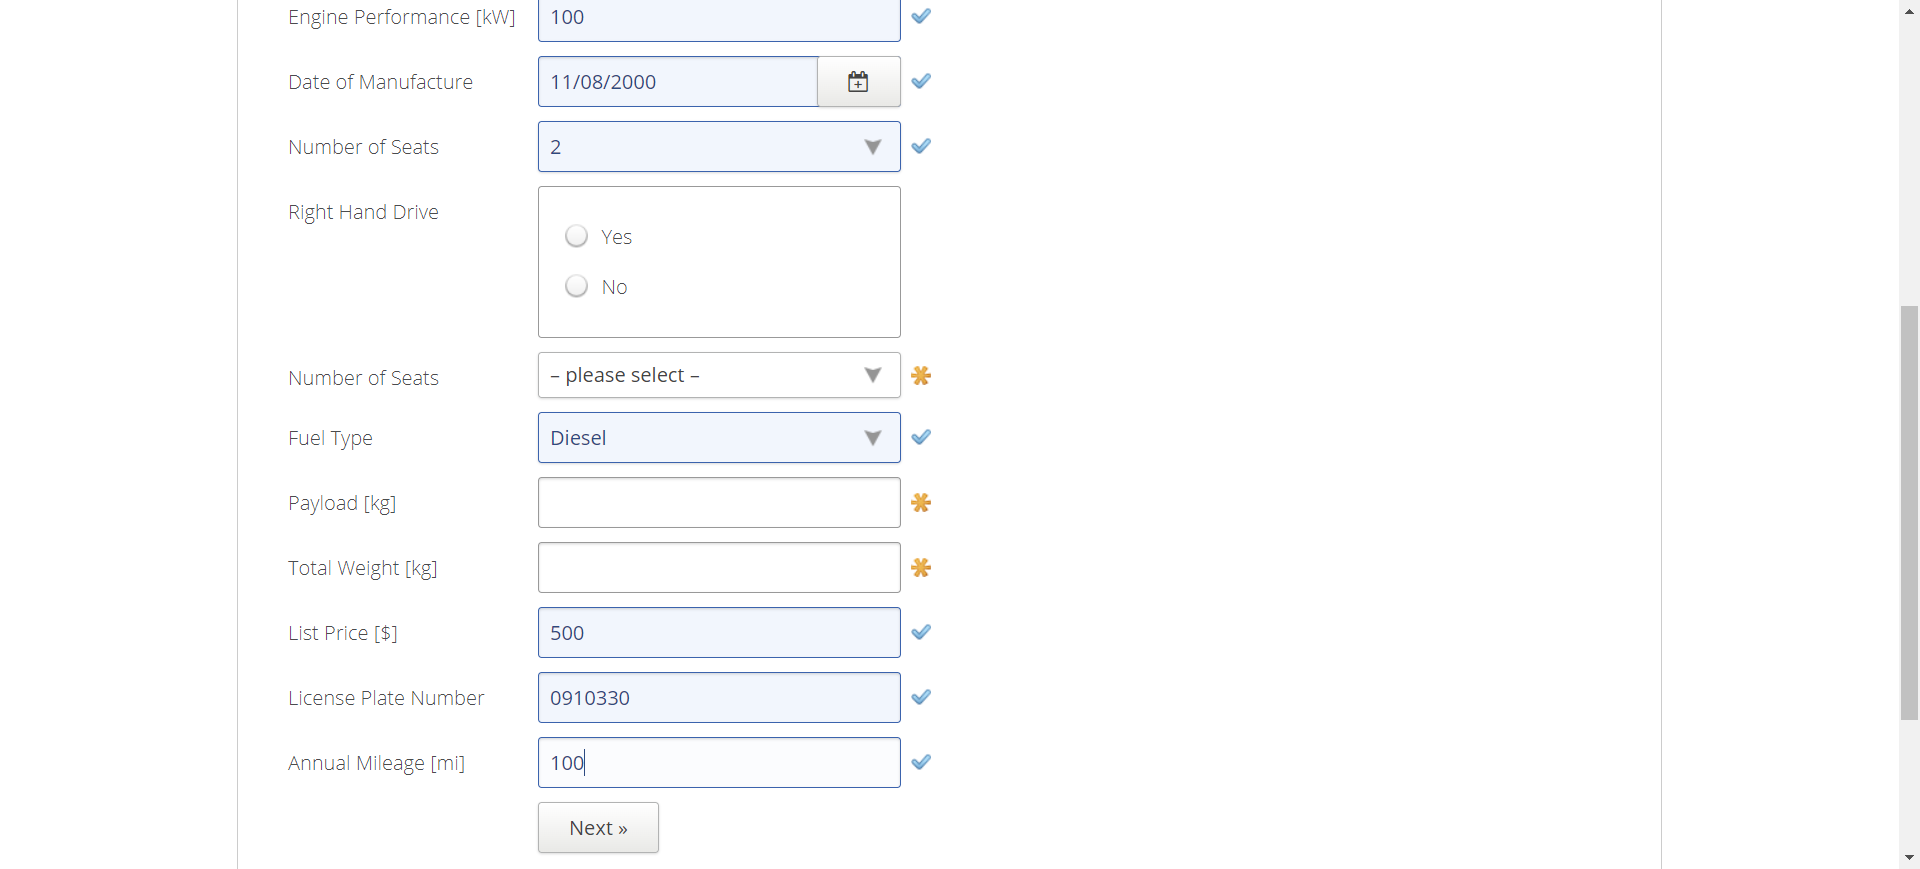 Engine Performance [kW] 100
Date of Manufacture 11/08/2000
Number of Seats 2
Right Hand Drive
Yes
No
Number of Seats – please select –
Fuel Type Diesel
Payload [kg]
Total Weight [kg]
List Price [$] 500
License Plate Number 0910330
Annual Mileage [mi] 100
Next »